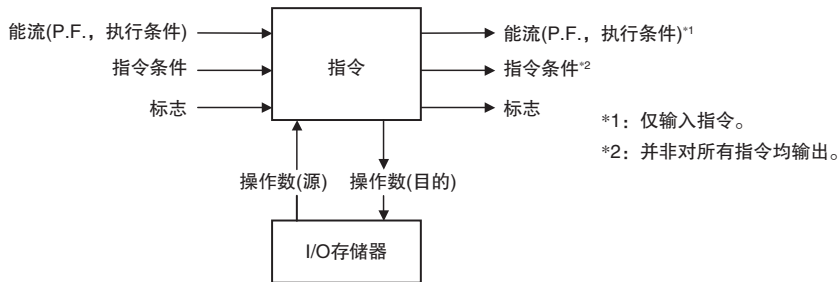 能流(P.F.，执行条件)
指令条件
标志
指令
能流(P.F.，执行条件)*1
指令条件*2
标志
*1：仅输入指令。
*2：并非对所有指令均输出。
操作数(源)
操作数(目的)
I/O存储器